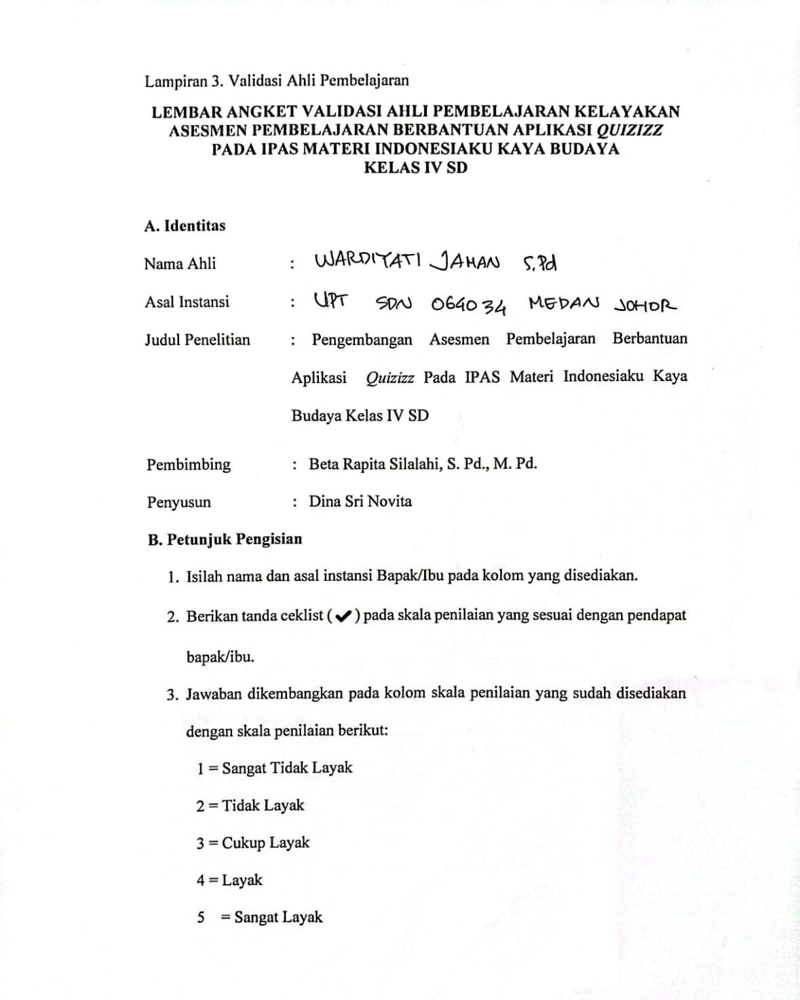 Lampiran 3. Validasi Ahli Pembelajaran
LEMBAR ANGKET VALIDASI AHLI PEMBELAJARAN KELAYAKAN
ASESMEN PEMBELAJARAN BERBANTUAN APLIKASI QUIZIZZ
PADA IPAS MATERI INDONESIAKU KAYA BUDAYA
KELAS IV SD
A. Identitas
Nama Ahli : WARDIYATI JAHAN S.Pd
Asal Instansi : UPT SDN 064034 MEDAN JOHOR
Judul Penelitian : Pengembangan Asesmen Pembelajaran Berbantuan
Aplikasi Quizizz Pada IPAS Materi Indonesiaku Kaya
Budaya Kelas IV SD
Pembimbing : Beta Rapita Silalahi, S. Pd., M. Pd.
Penyusun : Dina Sri Novita
B. Petunjuk Pengisian
1. Isilah nama dan asal instansi Bapak/Ibu pada kolom yang disediakan.
2. Berikan tanda ceklist (✔) pada skala penilaian yang sesuai dengan pendapat
bapak/ibu.
3. Jawaban dikembangkan pada kolom skala penilaian yang sudah disediakan
dengan skala penilaian berikut:
1 = Sangat Tidak Layak
2 = Tidak Layak
3 = Cukup Layak
4 = Layak
5 = Sangat Layak